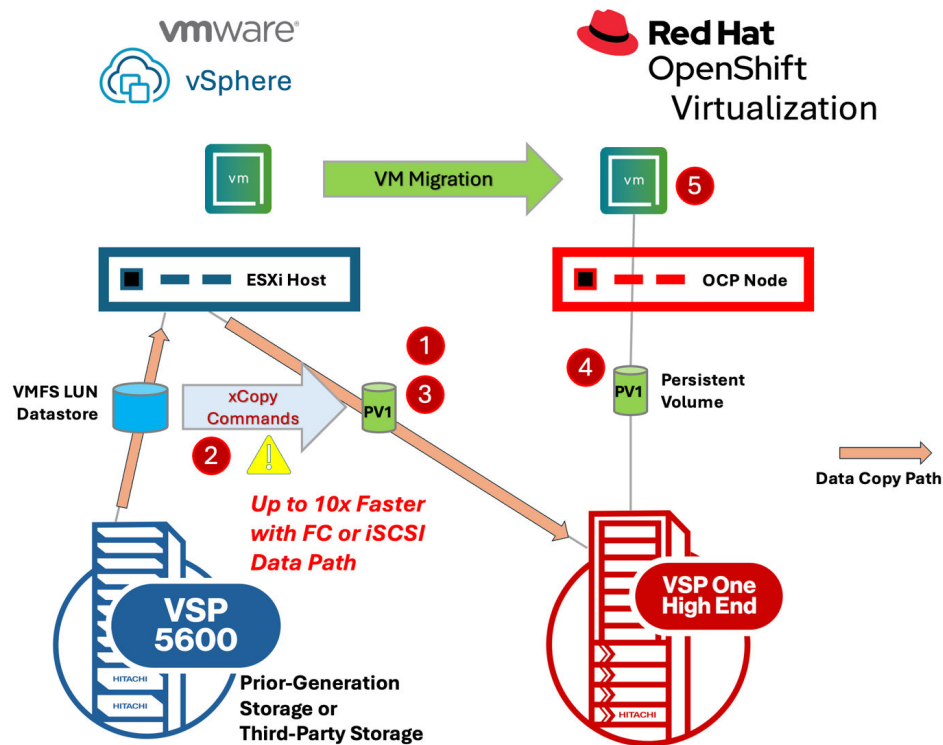 vmware®
vSphere
Red Hat
OpenShift
Virtualization
vm
VM Migration
vm
5
ESXi Host
OCP Node
1
VMFS LUN
Datastore
xCopy
Commands
3
PV1
2
4
PV1
Persistent
Volume
Data Copy Path
Up to 10x Faster
with FC or iSCSI
Data Path
VSP
5600
VSP One
High End
HITACHI
HITACHI
HITACHI
Prior-Generation
Storage or
Third-Party Storage